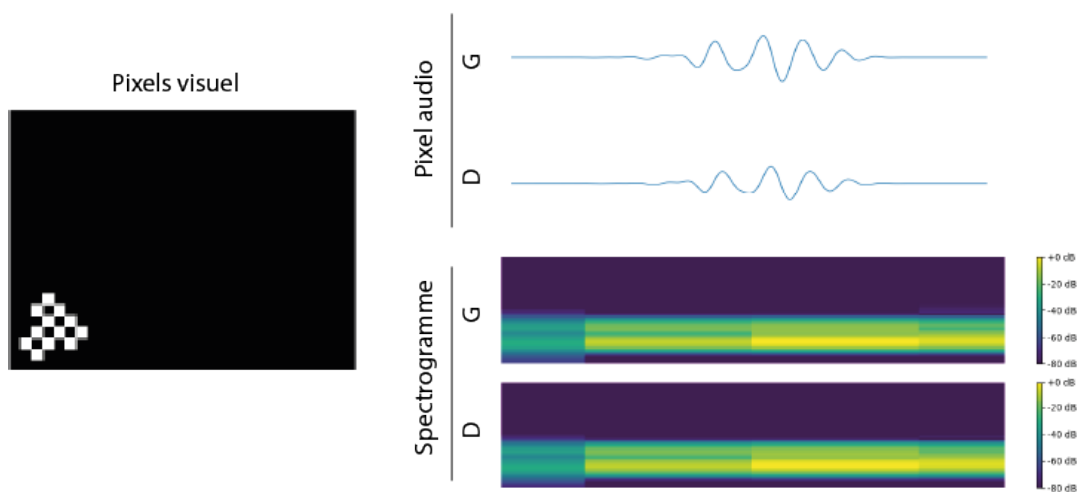 Pixels visuel
Pixel audio
G
D
Spectrogramme
G
D
+0 dB
-20 dB
-40 dB
-60 dB
-80 dB
+0 dB
-20 dB
-40 dB
-60 dB
-80 dB